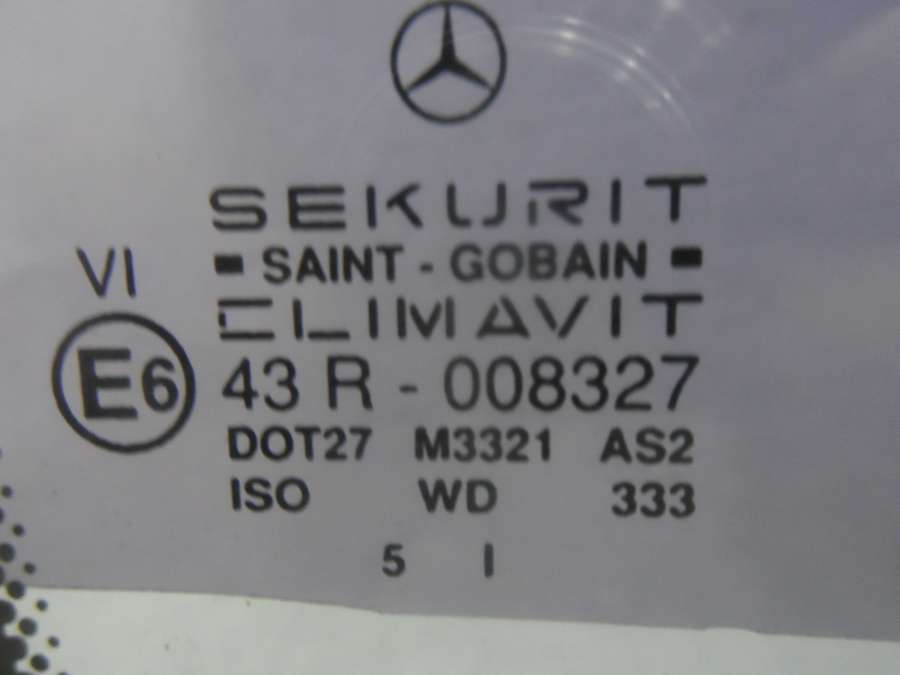 SEKURIT
SAINT - GOBAIN
VI
CLIMAVIT
E6 43 R - 008327
DOT27 M3321 AS2
ISO WD 333
5 I